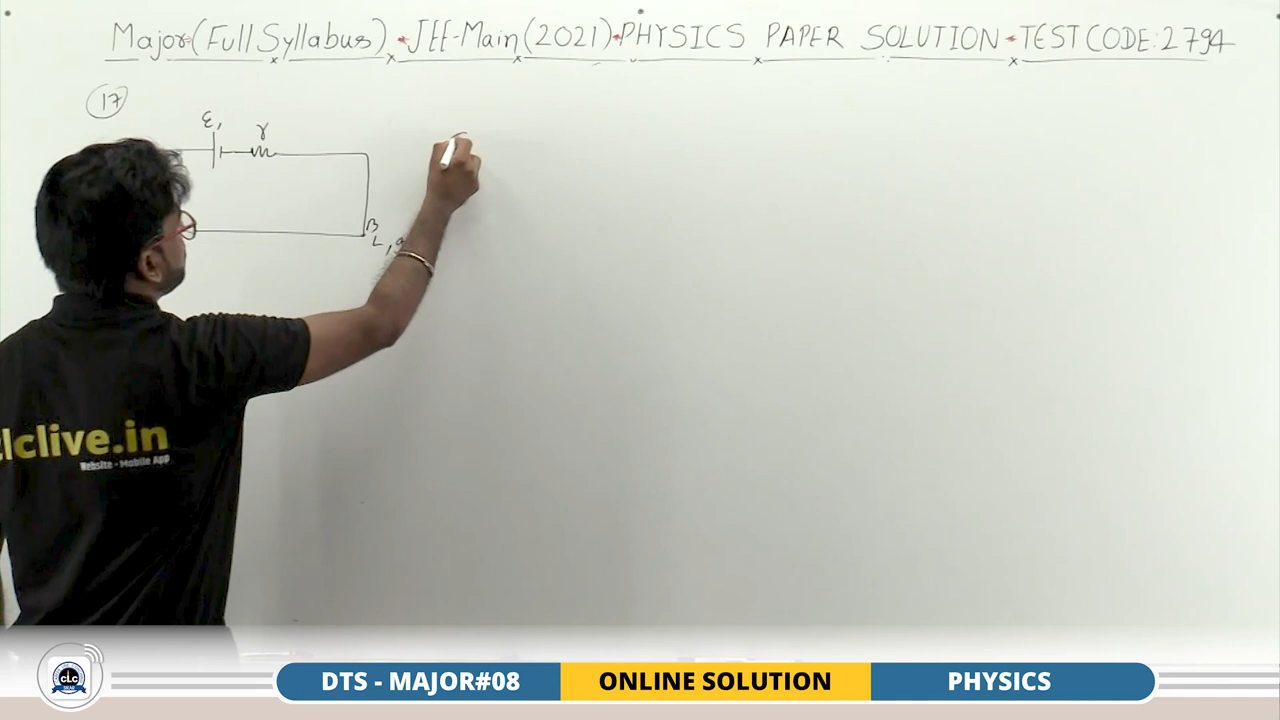 Major (Full Syllabus) • JEE-Main (2021) • PHYSICS PAPER SOLUTION • TEST CODE: 2794
17
ε₁ r
B
L,
clclive.in
Website - Mobile App
CLC
DTS - MAJOR#08 ONLINE SOLUTION PHYSICS